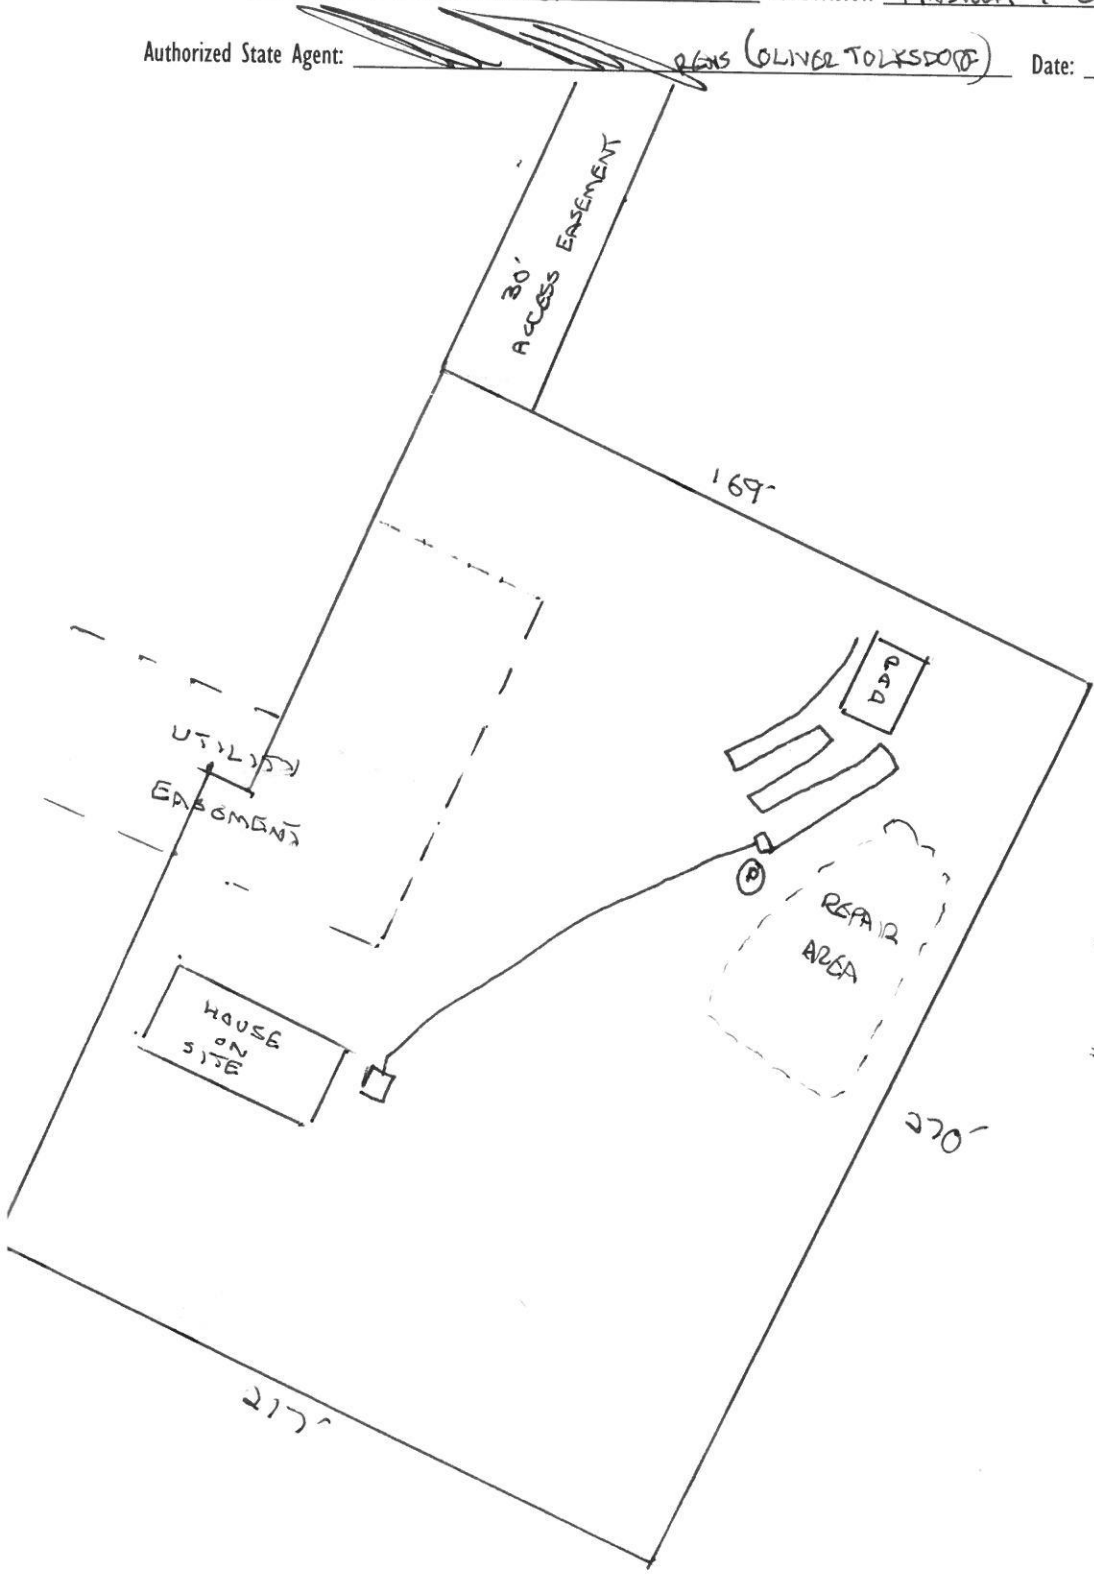 Authorized State Agent: REHS (OLIVER TOLKSDORF) Date:
30'
ACCESS EASEMENT
169'
PAD
UTILITY
EASEMENT
P
REPAIR
AREA
HOUSE
ON
SITE
270'
217'